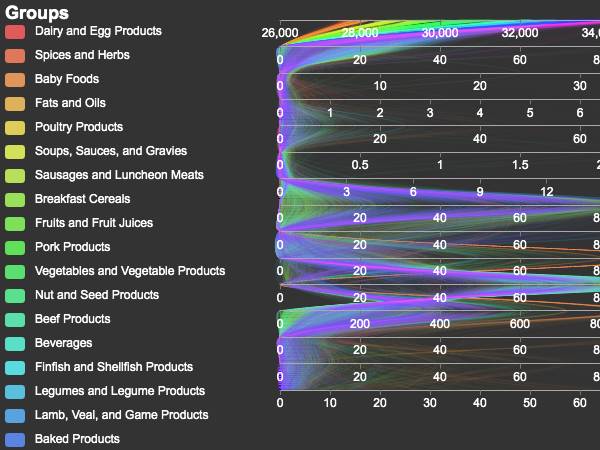 Groups
Dairy and Egg Products
Spices and Herbs
Baby Foods
Fats and Oils
Poultry Products
Soups, Sauces, and Gravies
Sausages and Luncheon Meats
Breakfast Cereals
Fruits and Fruit Juices
Pork Products
Vegetables and Vegetable Products
Nut and Seed Products
Beef Products
Beverages
Finfish and Shellfish Products
Legumes and Legume Products
Lamb, Veal, and Game Products
Baked Products
26,000 28,000 30,000 32,000
0 20 40 60
0 10 20 30
0 1 2 3 4 5 6
0 20 40 60
0 0.5 1 1.5
0 3 6 9 12
0 20 40 60
0 20 40 60
0 20 40 60
0 20 40 60
0 200 400 600
0 20 40 60
0 20 40 60
0 10 20 30 40 50 60